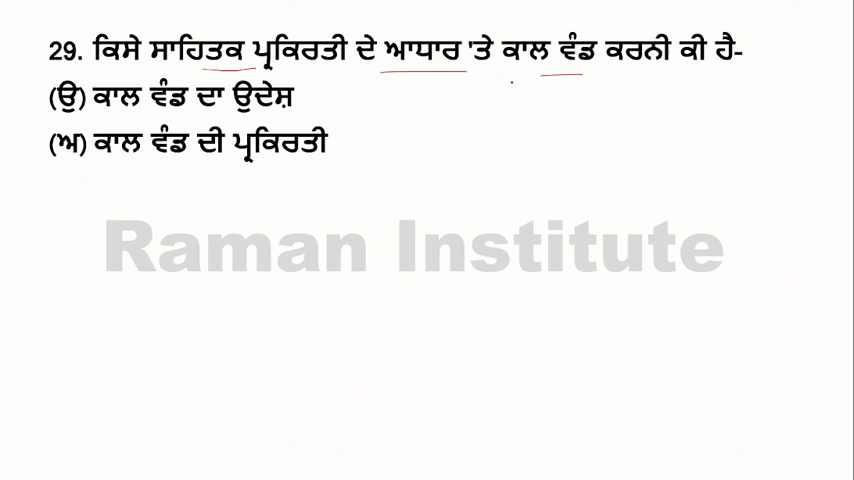 29. ਕਿਸੇ ਸਾਹਿਤਕ ਪ੍ਰਕਿਰਤੀ ਦੇ ਆਧਾਰ 'ਤੇ ਕਾਲ ਵੰਡ ਕਰਨੀ ਕੀ ਹੈ-
(ੳ) ਕਾਲ ਵੰਡ ਦਾ ਉਦੇਸ਼
(ਅ) ਕਾਲ ਵੰਡ ਦੀ ਪ੍ਰਕਿਰਤੀ
Raman Institute